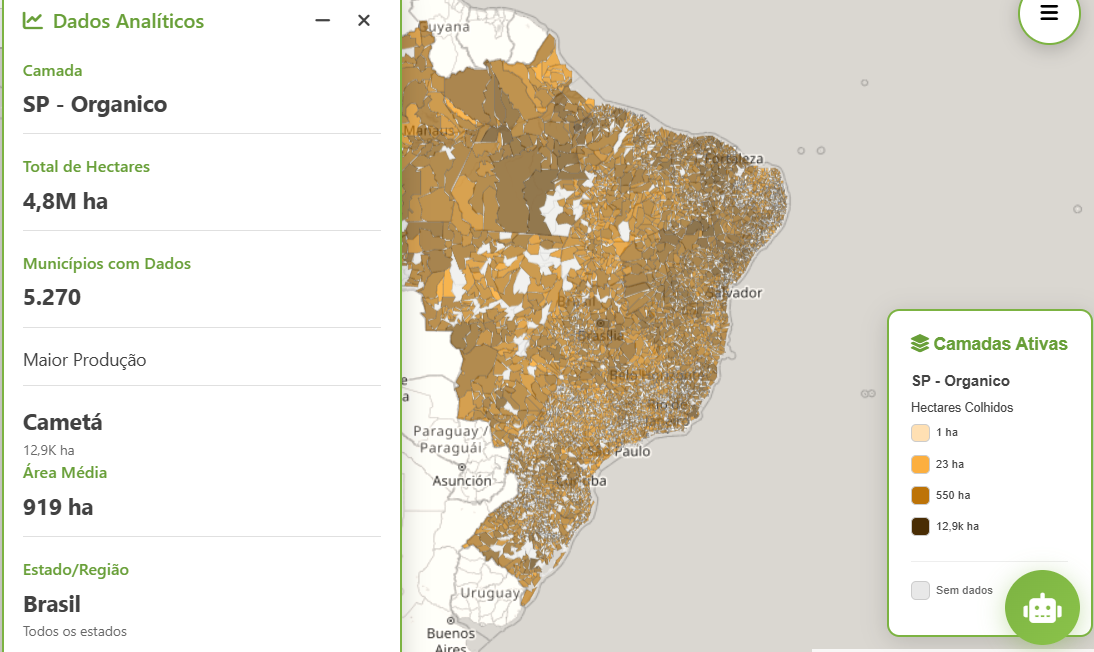 Dados Analíticos
Camada
SP - Organico
Total de Hectares
4,8M ha
Municípios com Dados
5.270
Maior Produção
Cametá
12,9K ha
Área Média
919 ha
Estado/Região
Brasil
Todos os estados
Guyana
Manaus
Fortaleza
Salvador
Brasil
Brasília
Belo Horizonte
Rio de
Janeiro
São Paulo
Paraguay /
Paraguái
Asunción
Curitiba
Uruguay
Buenos
Aires
Camadas Ativas
SP - Organico
Hectares Colhidos
1 ha
23 ha
550 ha
12,9k ha
Sem dados